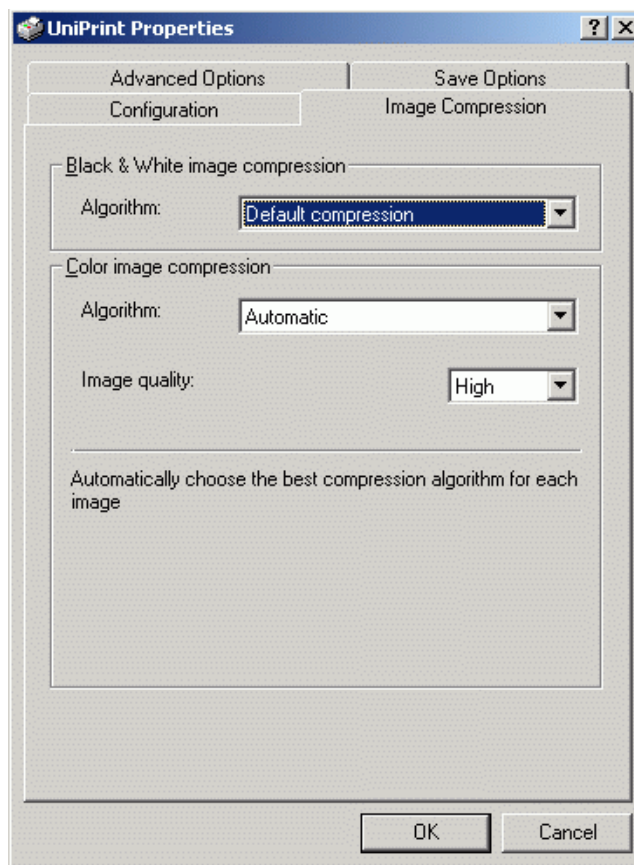 UniPrint Properties
Advanced Options
Save Options
Configuration
Image Compression
Black & White image compression
Algorithm:
Default compression
Color image compression
Algorithm:
Automatic
Image quality:
High
Automatically choose the best compression algorithm for each
image
OK
Cancel